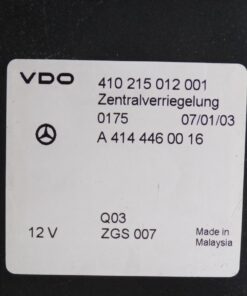 VDO 410 215 012 001
Zentralverriegelung
0175 07/01/03
A 414 446 00 16
Q03
12 V ZGS 007 Made in
Malaysia